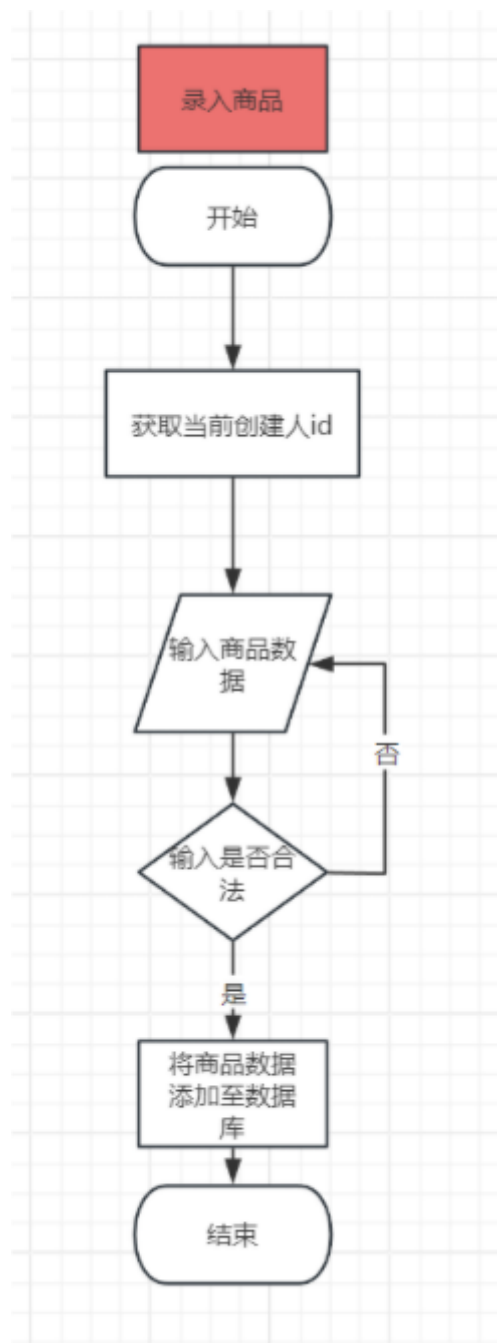 录入商品
开始
获取当前创建人id
输入商品数
据
否
输入是否合
法
是
将商品数据
添加至数据
库
结束